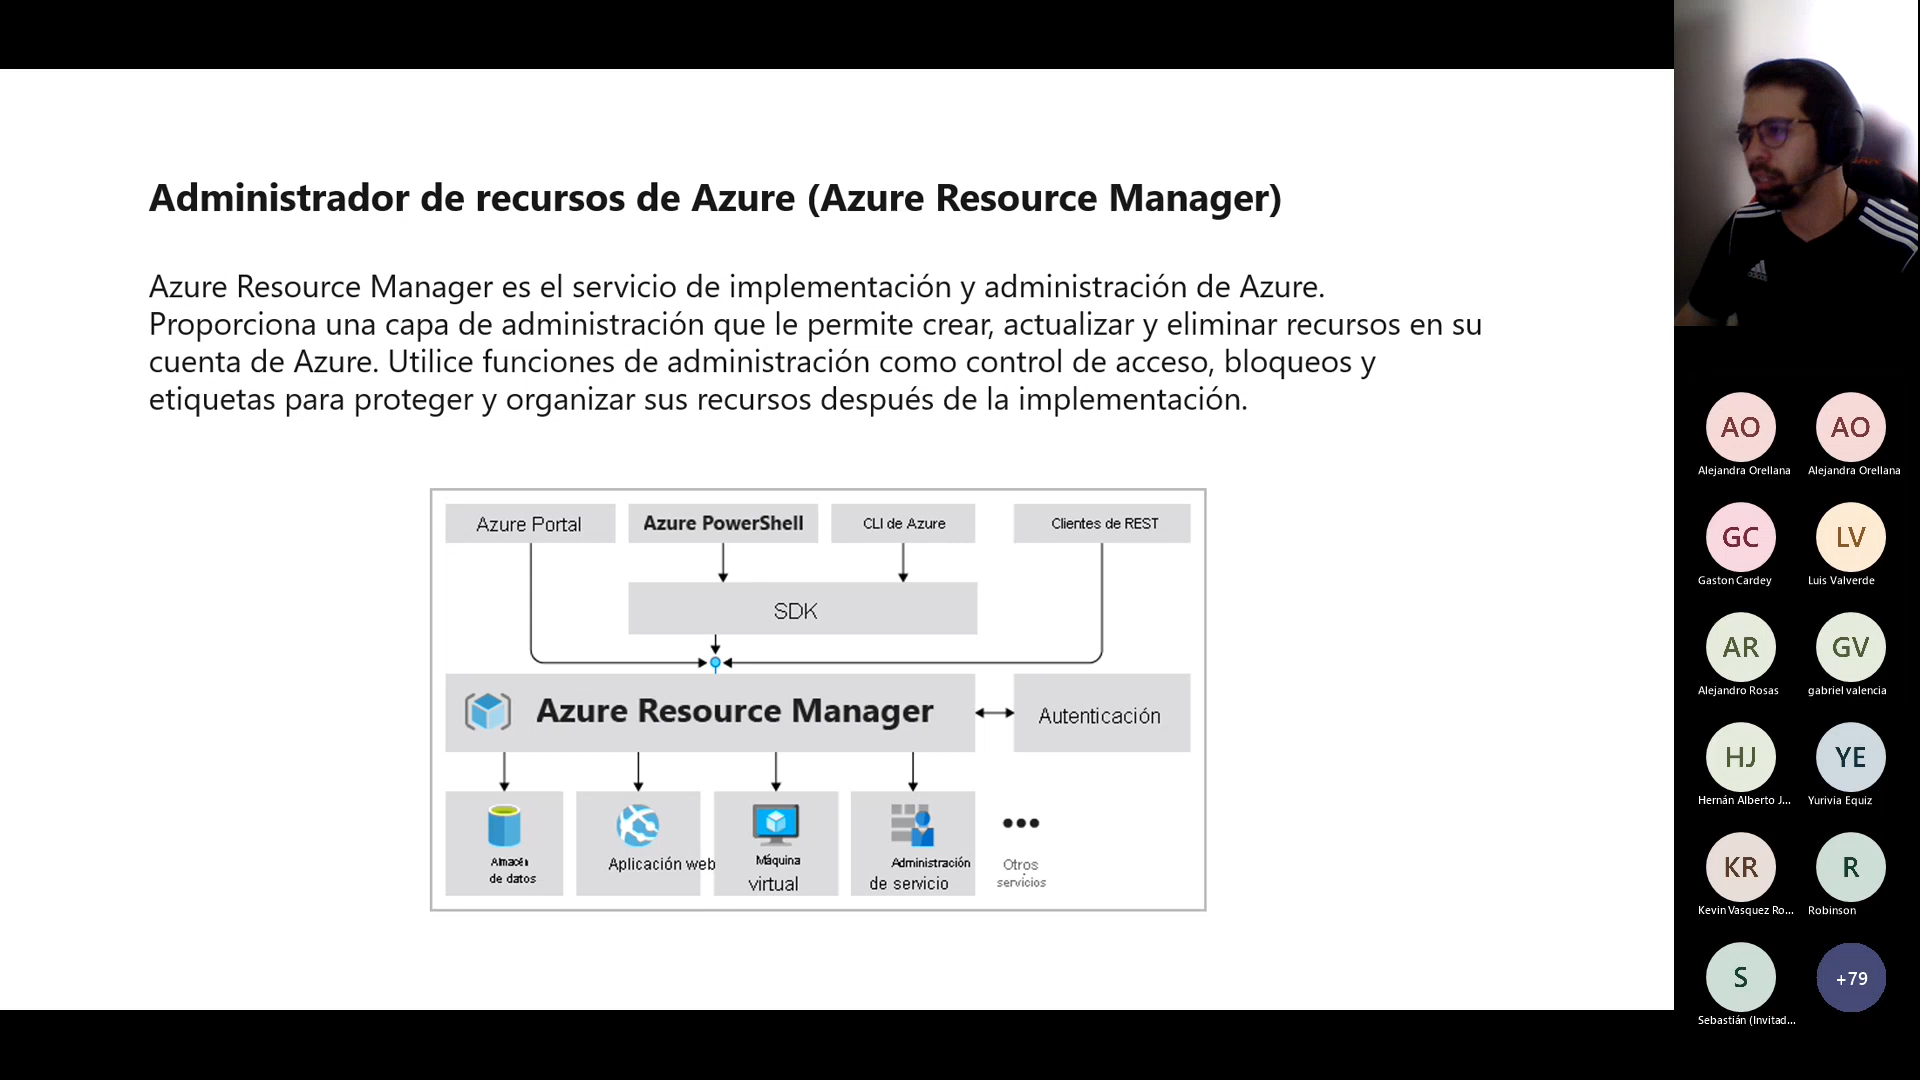 Administrador de recursos de Azure (Azure Resource Manager)
Azure Resource Manager es el servicio de implementación y administración de Azure.
Proporciona una capa de administración que le permite crear, actualizar y eliminar recursos en su
cuenta de Azure. Utilice funciones de administración como control de acceso, bloqueos y
etiquetas para proteger y organizar sus recursos después de la implementación.
Azure Portal
Azure PowerShell
CLI de Azure
Clientes de REST
SDK
Azure Resource Manager
Autenticación
Almacén
de datos
Aplicación web
Máquina
virtual
Administración
de servicio
Otros
servicios
adidas
AO
Alejandra Orellana
AO
Alejandra Orellana
GC
Gaston Cardey
LV
Luis Valverde
AR
Alejandro Rosas
GV
gabriel valencia
HJ
Hernán Alberto J...
YE
Yurivia Equiz
KR
Kevin Vasquez Ro...
R
Robinson
S
Sebastián (Invitad...
+79